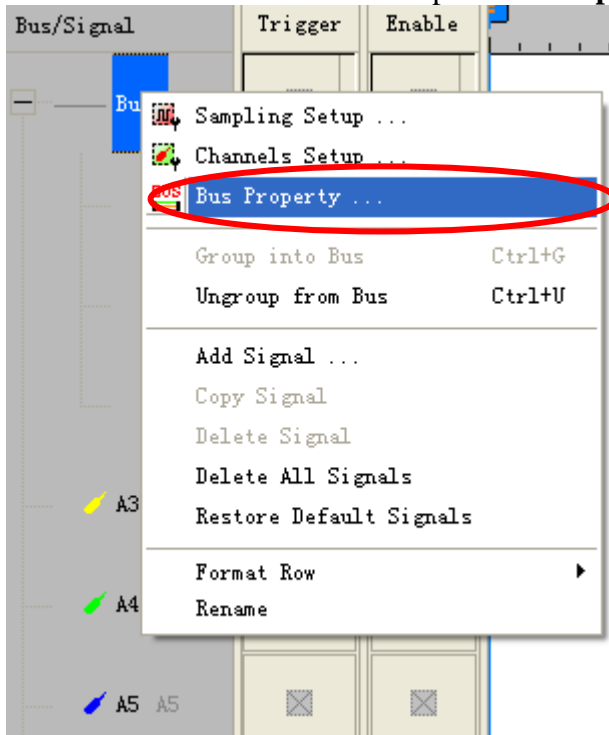 Bus/Signal Trigger Enable
Bu
Sampling Setup ...
Channels Setup ...
BUS Bus Property ...
Group into Bus Ctrl+G
Ungroup from Bus Ctrl+U
Add Signal ...
Copy Signal
Delete Signal
Delete All Signals
A3
Restore Default Signals
Format Row
A4
Rename
A5 A5